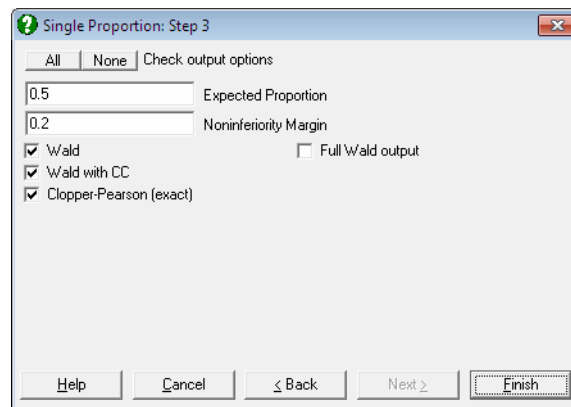 Single Proportion: Step 3
All None Check output options
0.5 Expected Proportion
0.2 Noninferiority Margin
Wald Full Wald output
Wald with CC
Clopper-Pearson (exact)
Help Cancel < Back Next > Finish